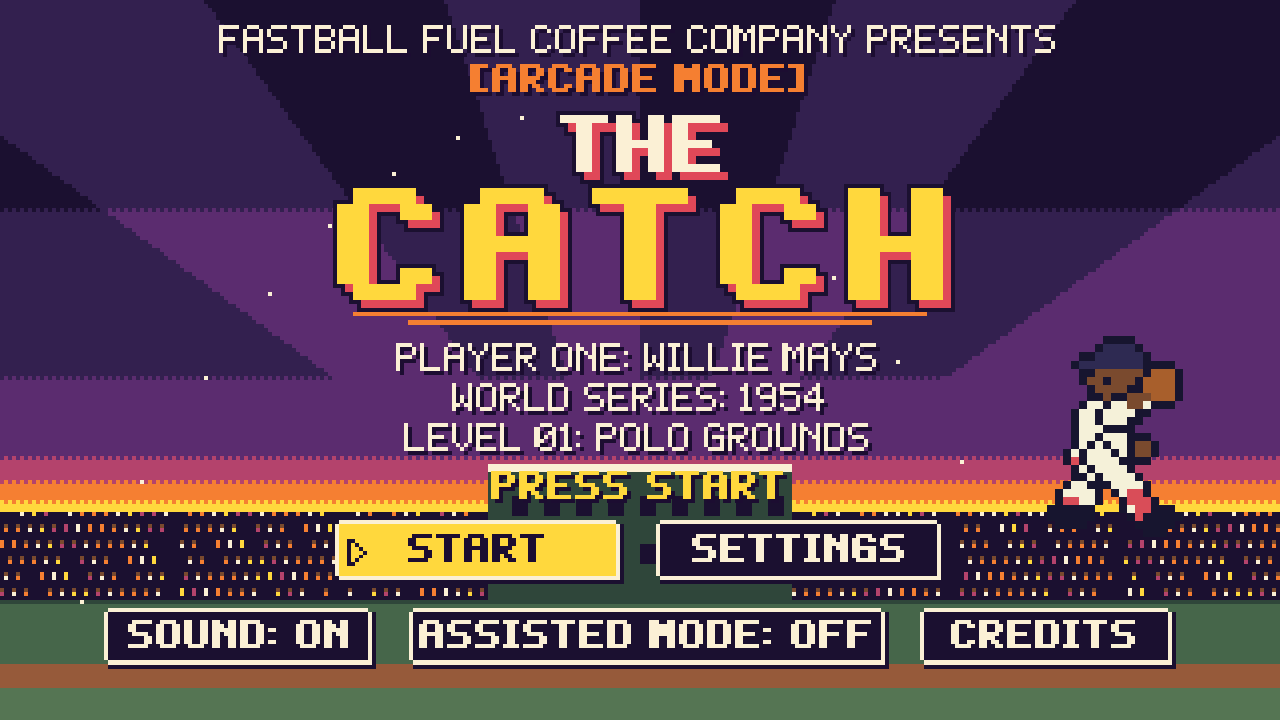 FASTBALL FUEL COFFEE COMPANY PRESENTS
[ARCADE MODE]
THE
CATCH
PLAYER ONE: WILLIE MAYS
WORLD SERIES: 1954
LEVEL 01: POLO GROUNDS
PRESS START
START
SETTINGS
SOUND: ON
ASSISTED MODE: OFF
CREDITS